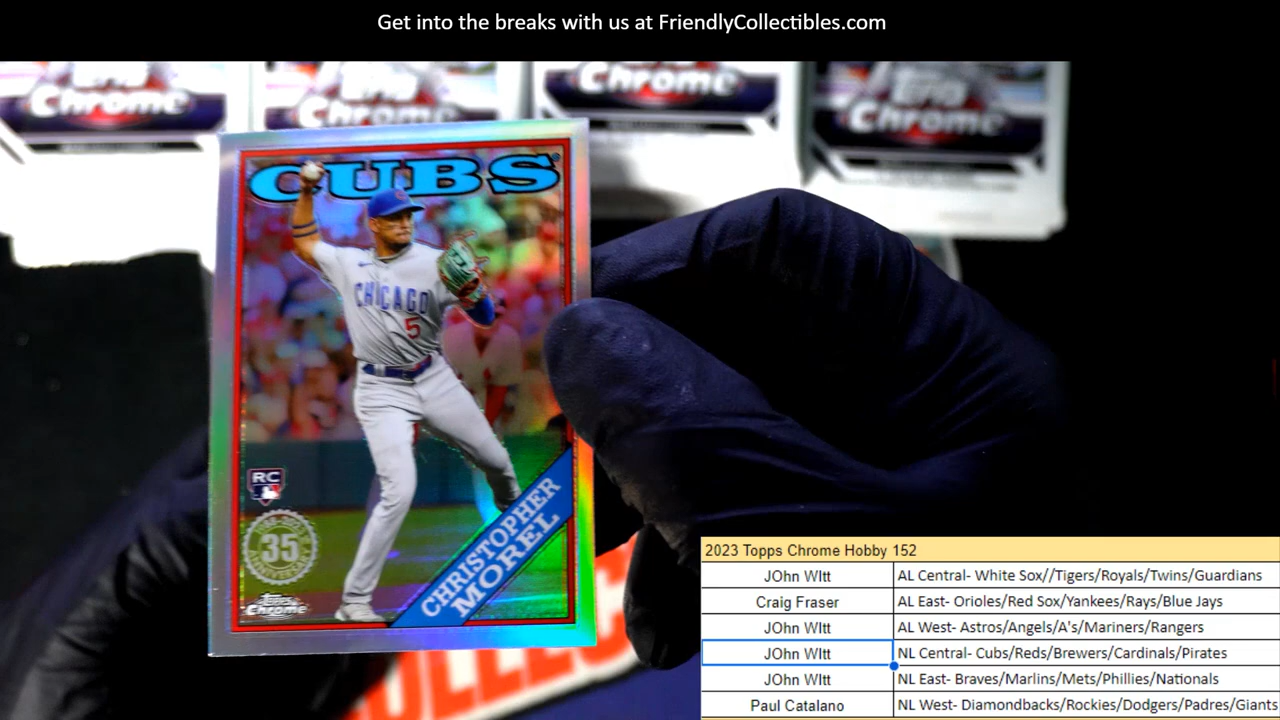 Get into the breaks with us at FriendlyCollectibles.com
Chrome
Chrome
Chrome
Chrome
CUBS
CHICAGO
5
RC
35
ANNIVERSARY
Topps
Chrome
CHRISTOPHER
MOREL
OLLEC
2023 Topps Chrome Hobby 152
JOhn WItt AL Central- White Sox//Tigers/Royals/Twins/Guardians
Craig Fraser AL East- Orioles/Red Sox/Yankees/Rays/Blue Jays
JOhn WItt AL West- Astros/Angels/A's/Mariners/Rangers
JOhn WItt NL Central- Cubs/Reds/Brewers/Cardinals/Pirates
JOhn WItt NL East- Braves/Marlins/Mets/Phillies/Nationals
Paul Catalano NL West- Diamondbacks/Rockies/Dodgers/Padres/Giants